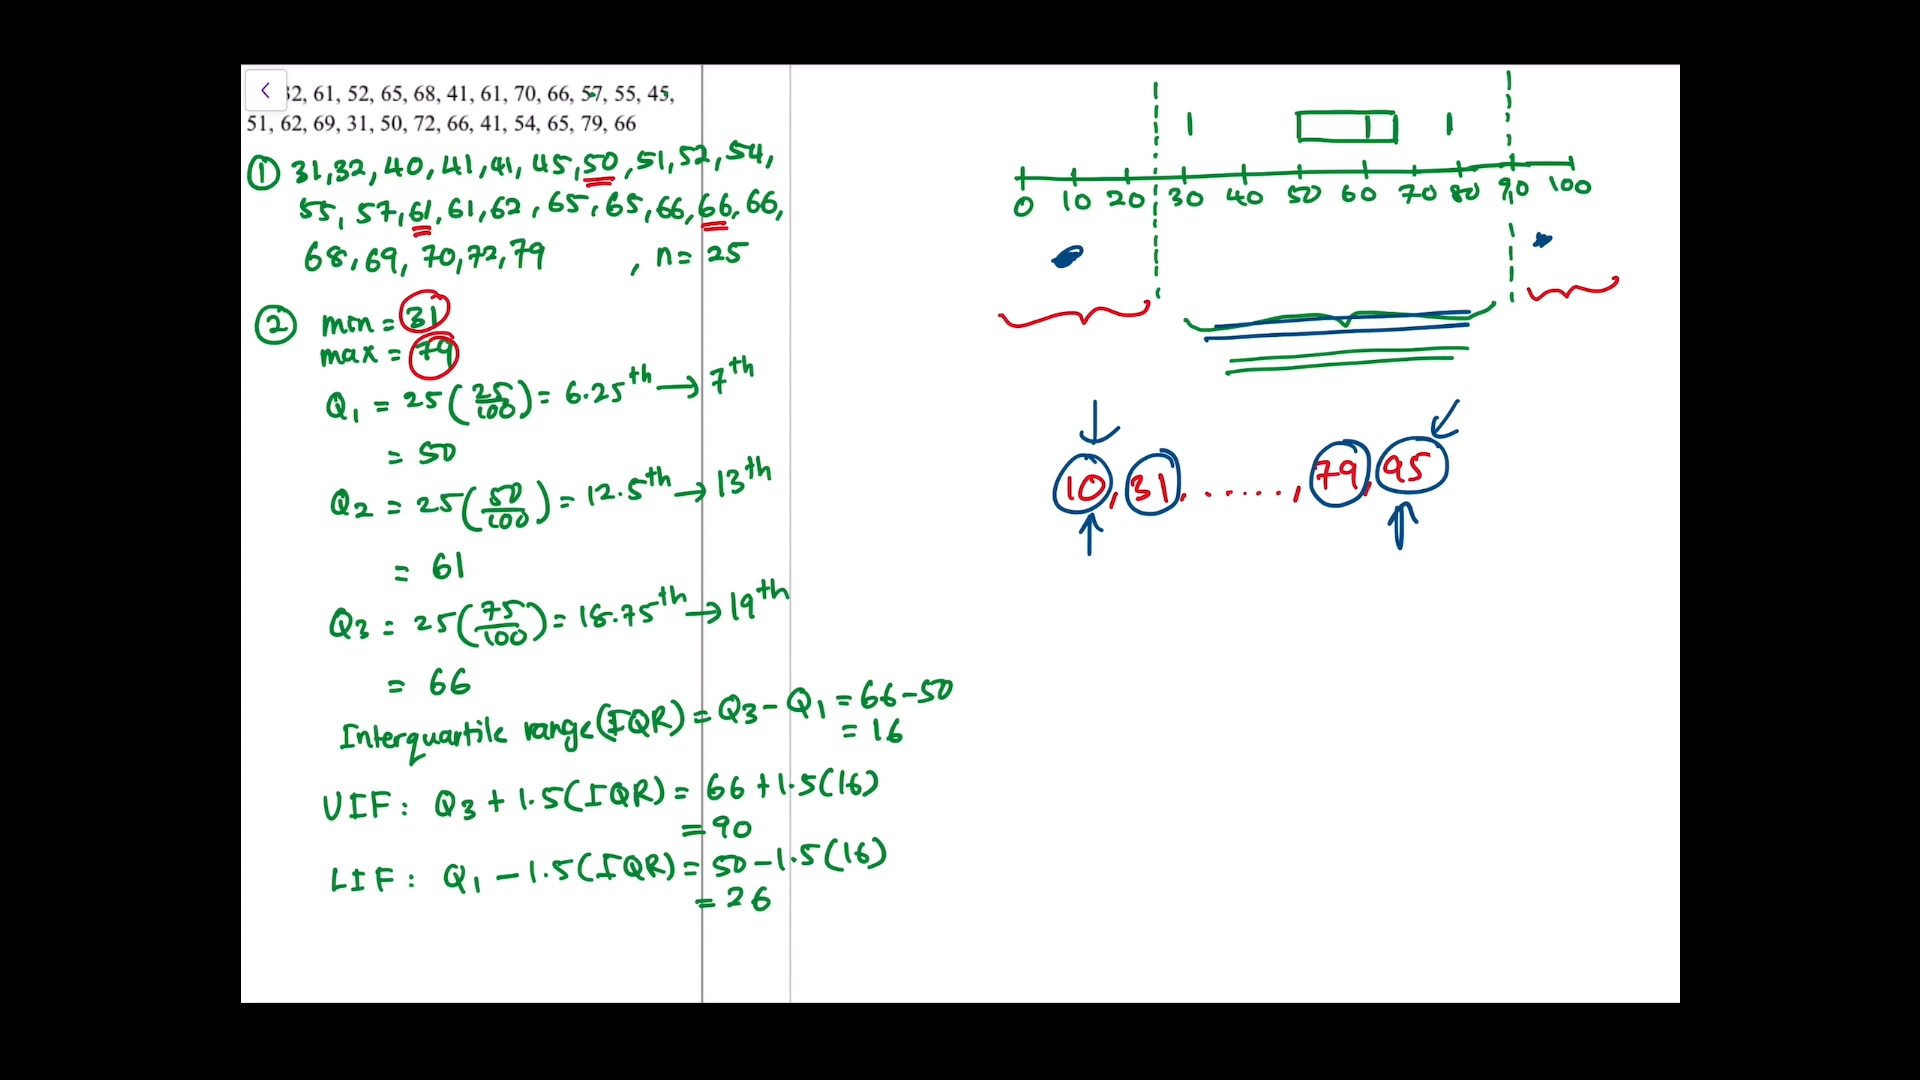 32, 61, 52, 65, 68, 41, 61, 70, 66, 57, 55, 45,
51, 62, 69, 31, 50, 72, 66, 41, 54, 65, 79, 66
① 31, 32, 40, 41, 41, 45, 50, 51, 52, 54,
55, 57, 61, 61, 62, 65, 65, 66, 66, 66,
68, 69, 70, 72, 79 , n = 25
② min = 31
max = 79
Q1 = 25(25/100) = 6.25th → 7th
= 50
Q2 = 25(50/100) = 12.5th → 13th
= 61
Q3 = 25(75/100) = 18.75th → 19th
= 66
Interquartile range (IQR) = Q3 - Q1 = 66 - 50
= 16
UIF: Q3 + 1.5(IQR) = 66 + 1.5(16)
= 90
LIF: Q1 - 1.5(IQR) = 50 - 1.5(16)
= 26
0 10 20 30 40 50 60 70 80 90 100
10, 31, ......, 79, 95